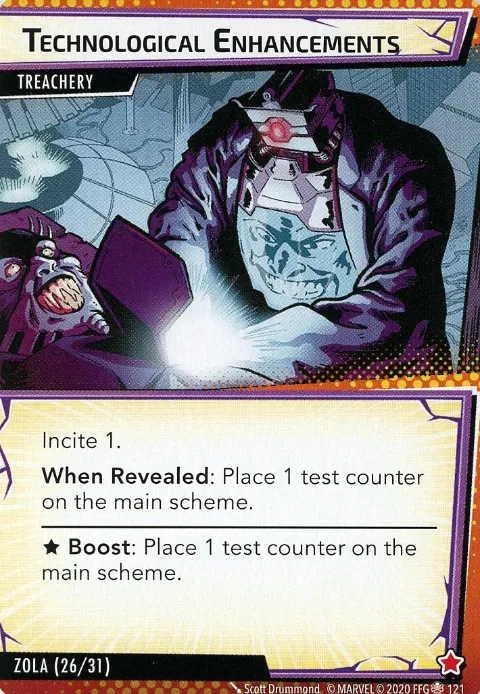 TECHNOLOGICAL ENHANCEMENTS
TREACHERY
Incite 1.
When Revealed: Place 1 test counter
on the main scheme.
★ Boost: Place 1 test counter on the
main scheme.
ZOLA (26/31)
Scott Drummond © MARVEL © 2020 FFG 121